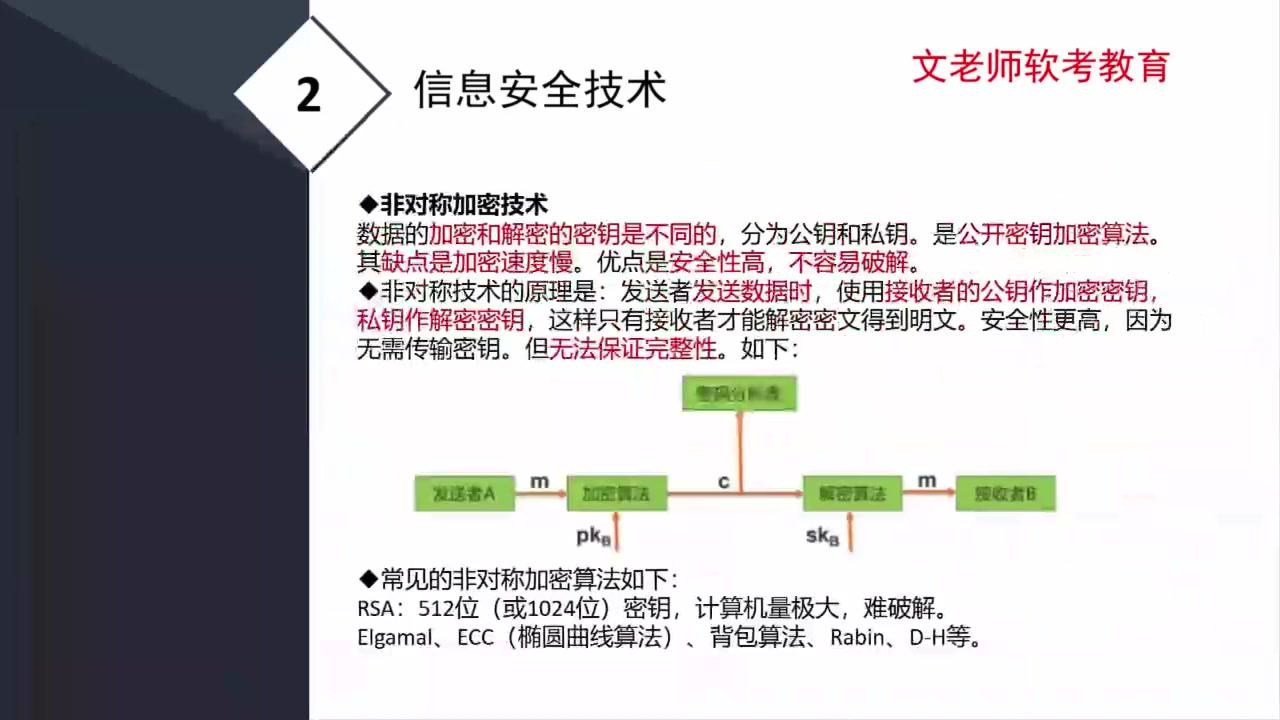 2
信息安全技术
文老师软考教育
◆非对称加密技术
数据的加密和解密的密钥是不同的，分为公钥和私钥。是公开密钥加密算法。
其缺点是加密速度慢。优点是安全性高，不容易破解。
◆非对称技术的原理是：发送者发送数据时，使用接收者的公钥作加密密钥，
私钥作解密密钥，这样只有接收者才能解密密文得到明文。安全性更高，因为
无需传输密钥。但无法保证完整性。如下：
密码分析者
发送者A
m
加密算法
c
解密算法
m
接收者B
pkB
skB
◆常见的非对称加密算法如下：
RSA：512位（或1024位）密钥，计算机量极大，难破解。
Elgamal、ECC（椭圆曲线算法）、背包算法、Rabin、D-H等。